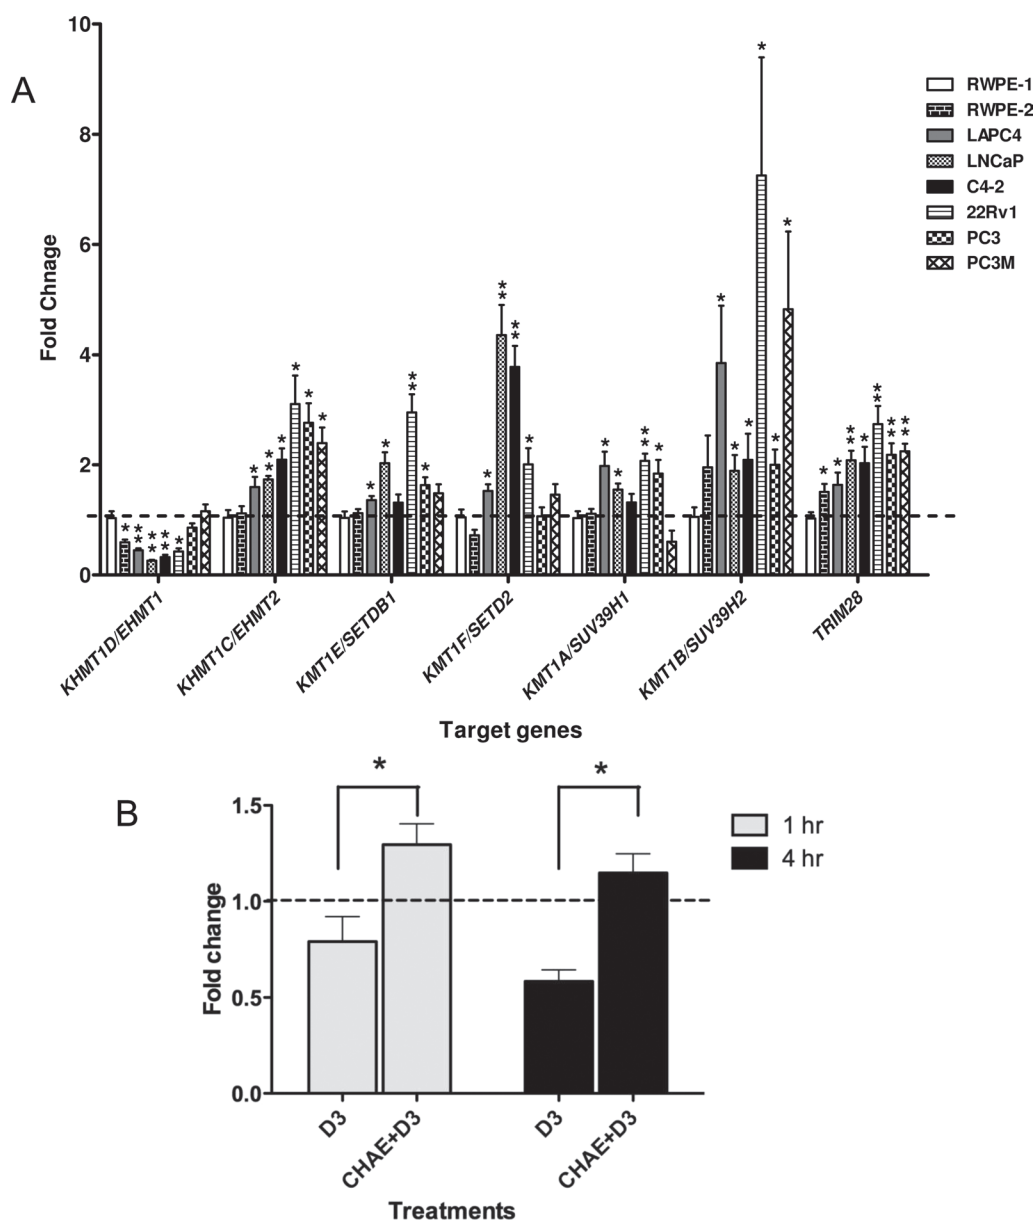 A
10
8
6
4
2
0
Fold Chnage
RWPE-1
RWPE-2
LAPC4
LNCaP
C4-2
22Rv1
PC3
PC3M
KHMT1D/EHMT1
KHMT1C/EHMT2
KMT1E/SETDB1
KMT1F/SETD2
KMT1A/SUV39H1
KMT1B/SUV39H2
TRIM28
Target genes
B
1.5
1.0
0.5
0.0
Fold change
1 hr
4 hr
D3
CHAE+D3
D3
CHAE+D3
Treatments